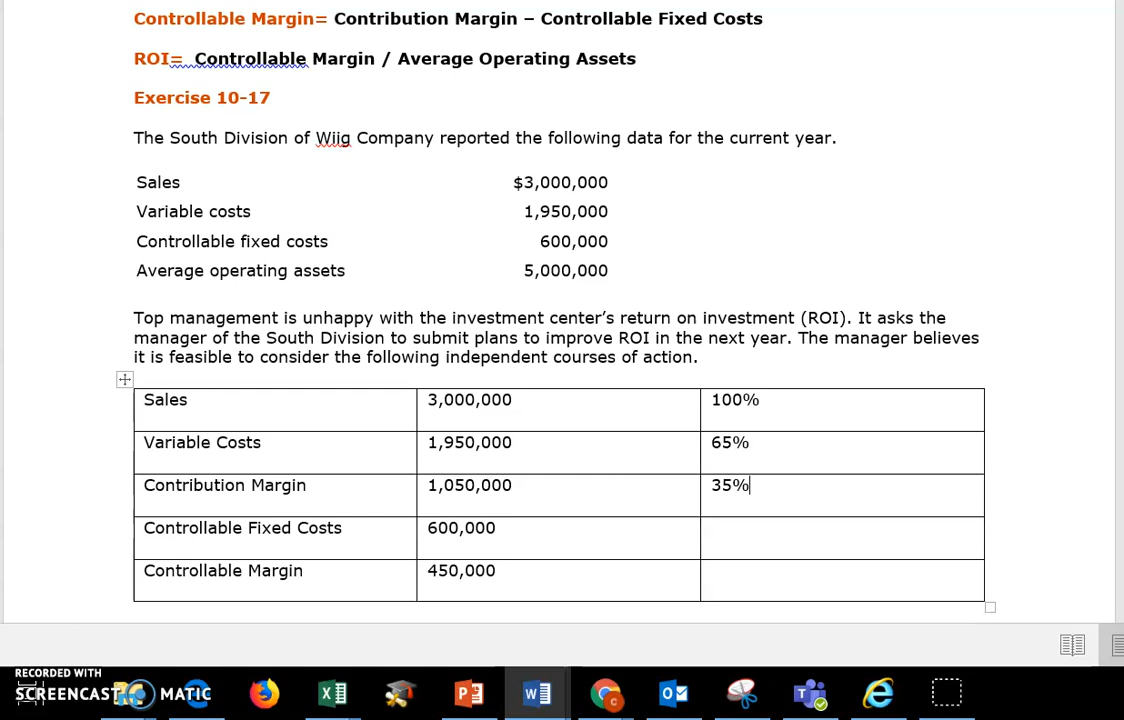 Controllable Margin= Contribution Margin – Controllable Fixed Costs
ROI= Controllable Margin / Average Operating Assets
Exercise 10-17
The South Division of Wiig Company reported the following data for the current year.
Sales $3,000,000
Variable costs 1,950,000
Controllable fixed costs 600,000
Average operating assets 5,000,000
Top management is unhappy with the investment center’s return on investment (ROI). It asks the
manager of the South Division to submit plans to improve ROI in the next year. The manager believes
it is feasible to consider the following independent courses of action.
Sales 3,000,000 100%
Variable Costs 1,950,000 65%
Contribution Margin 1,050,000 35%
Controllable Fixed Costs 600,000
Controllable Margin 450,000
RECORDED WITH
SCREENCAST MATIC